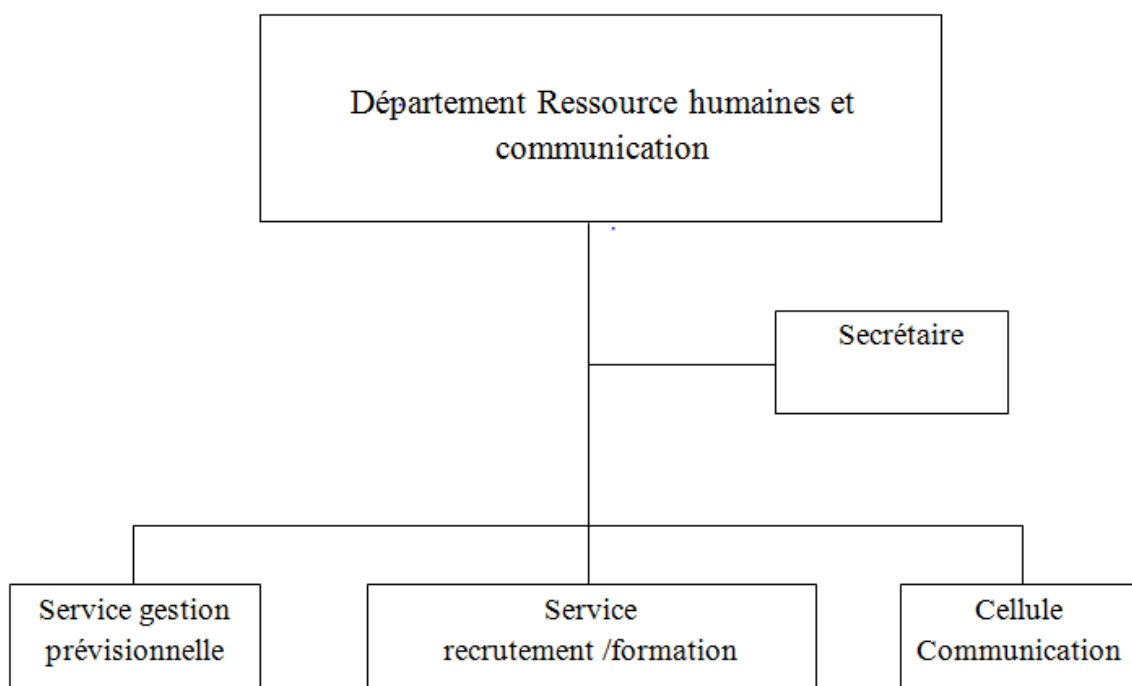 Département Ressource humaines et
communication
Secrétaire
Service gestion
prévisionnelle
Service
recrutement /formation
Cellule
Communication